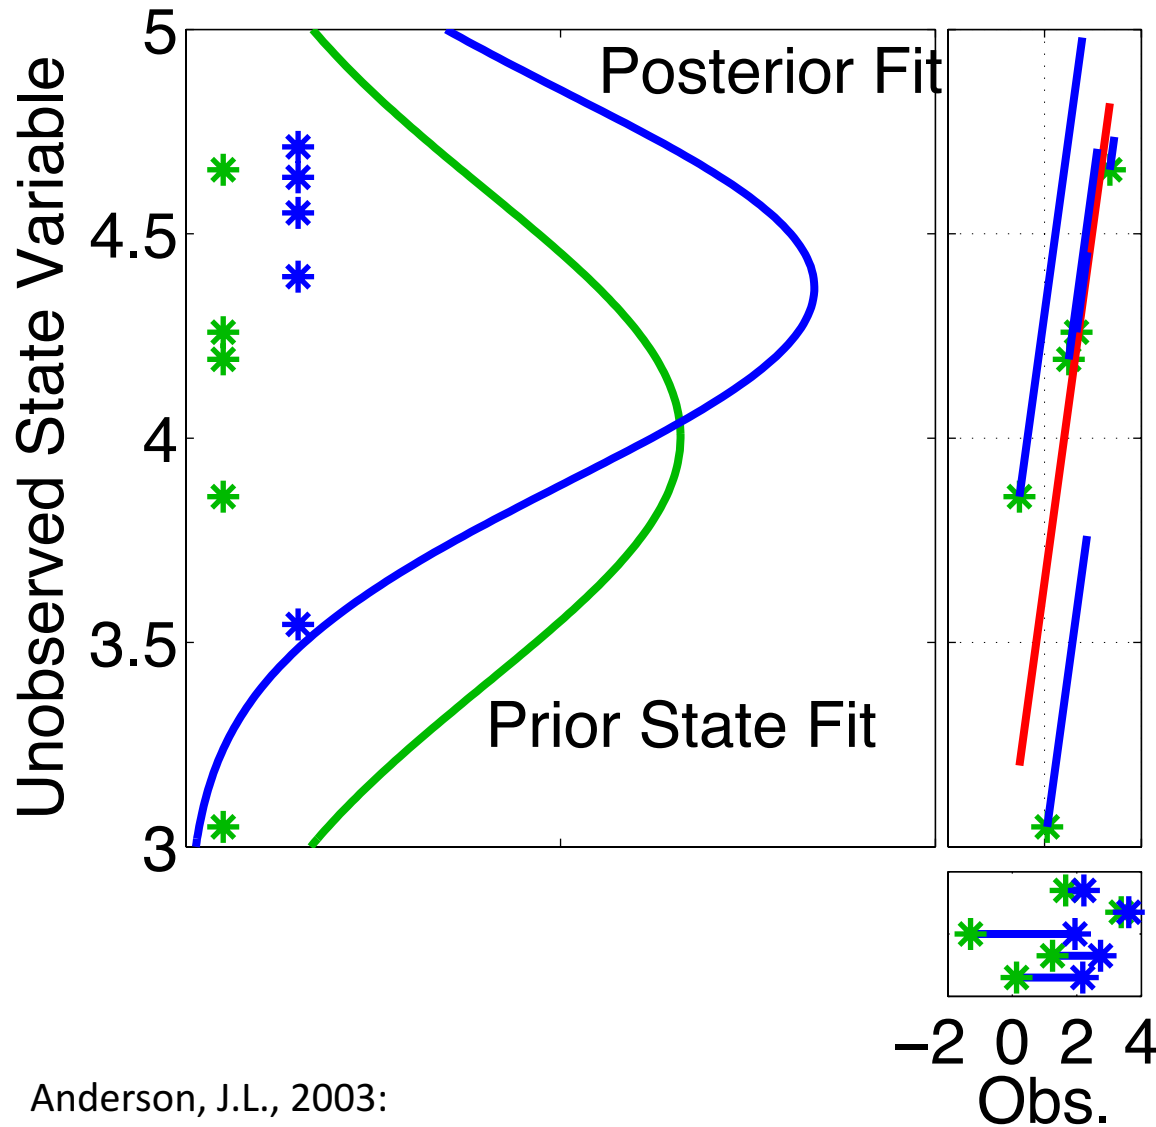 Unobserved State Variable
5
4.5
4
3.5
3
Posterior Fit
Prior State Fit
−2 0 2 4
Obs.
Anderson, J.L., 2003: